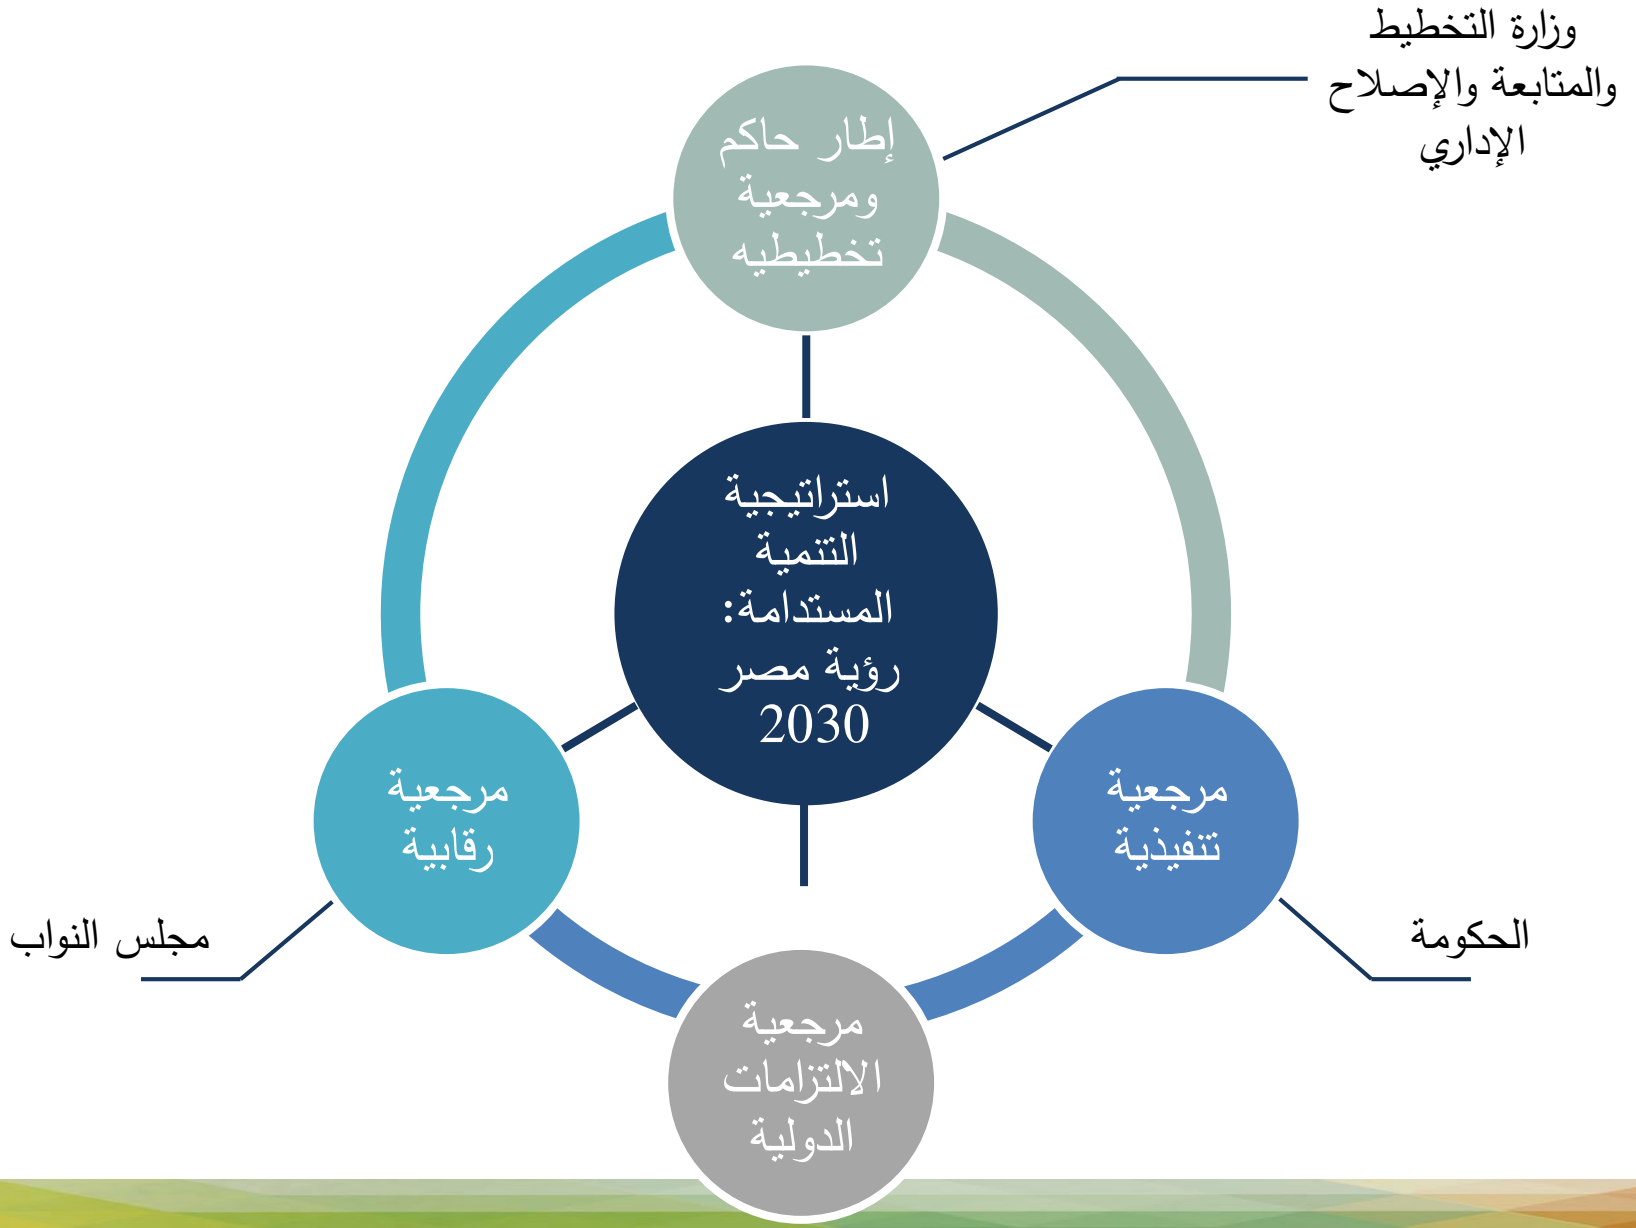 وزارة التخطيط
والمتابعة والإصلاح
الإداري
إطار حاكم
ومرجعية
تخطيطيه
استراتيجية
التنمية
المستدامة:
رؤية مصر
2030
مرجعية
تنفيذية
الحكومة
مرجعية
رقابية
مجلس النواب
مرجعية
الالتزامات
الدولية